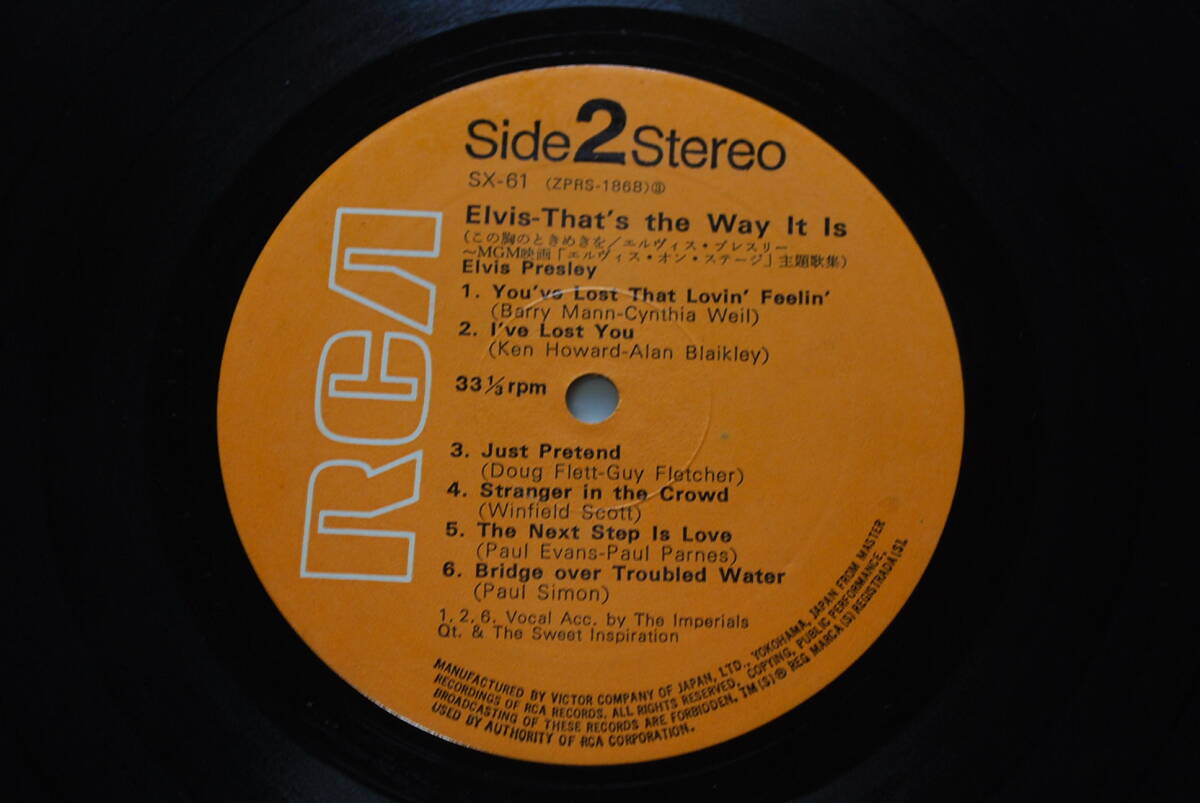 RCA
Side 2 Stereo
SX-61 (ZPRS-1868)Ⓑ
Elvis-That's the Way It Is
(この胸のときめきを/エルヴィス・プレスリー
～MGM映画「エルヴィス・オン・ステージ」主題歌集)
Elvis Presley
1. You've Lost That Lovin' Feelin'
(Barry Mann-Cynthia Weil)
2. I've Lost You
(Ken Howard-Alan Blaikley)
33 1/3 rpm
3. Just Pretend
(Doug Flett-Guy Fletcher)
4. Stranger in the Crowd
(Winfield Scott)
5. The Next Step Is Love
(Paul Evans-Paul Parnes)
6. Bridge over Troubled Water
(Paul Simon)
1, 2, 6, Vocal Acc. by The Imperials
Qt. & The Sweet Inspiration
MANUFACTURED BY VICTOR COMPANY OF JAPAN, LTD., YOKOHAMA, JAPAN FROM MASTER
RECORDINGS OF RCA RECORDS. ALL RIGHTS RESERVED, COPYING, PUBLIC PERFORMANCE,
BROADCASTING OF THESE RECORDS ARE FORBIDDEN. TM(S)® REG MARCA(S) REGISTRADA(S).
USED BY AUTHORITY OF RCA CORPORATION.